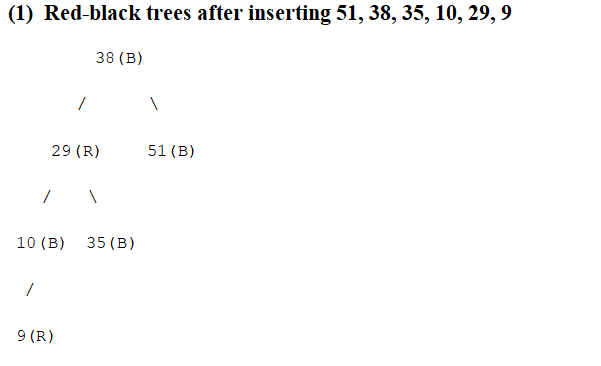 (1) Red-black trees after inserting 51, 38, 35, 10, 29, 9
38(B)
/ \
29(R) 51(B)
/ \
10(B) 35(B)
/
9(R)